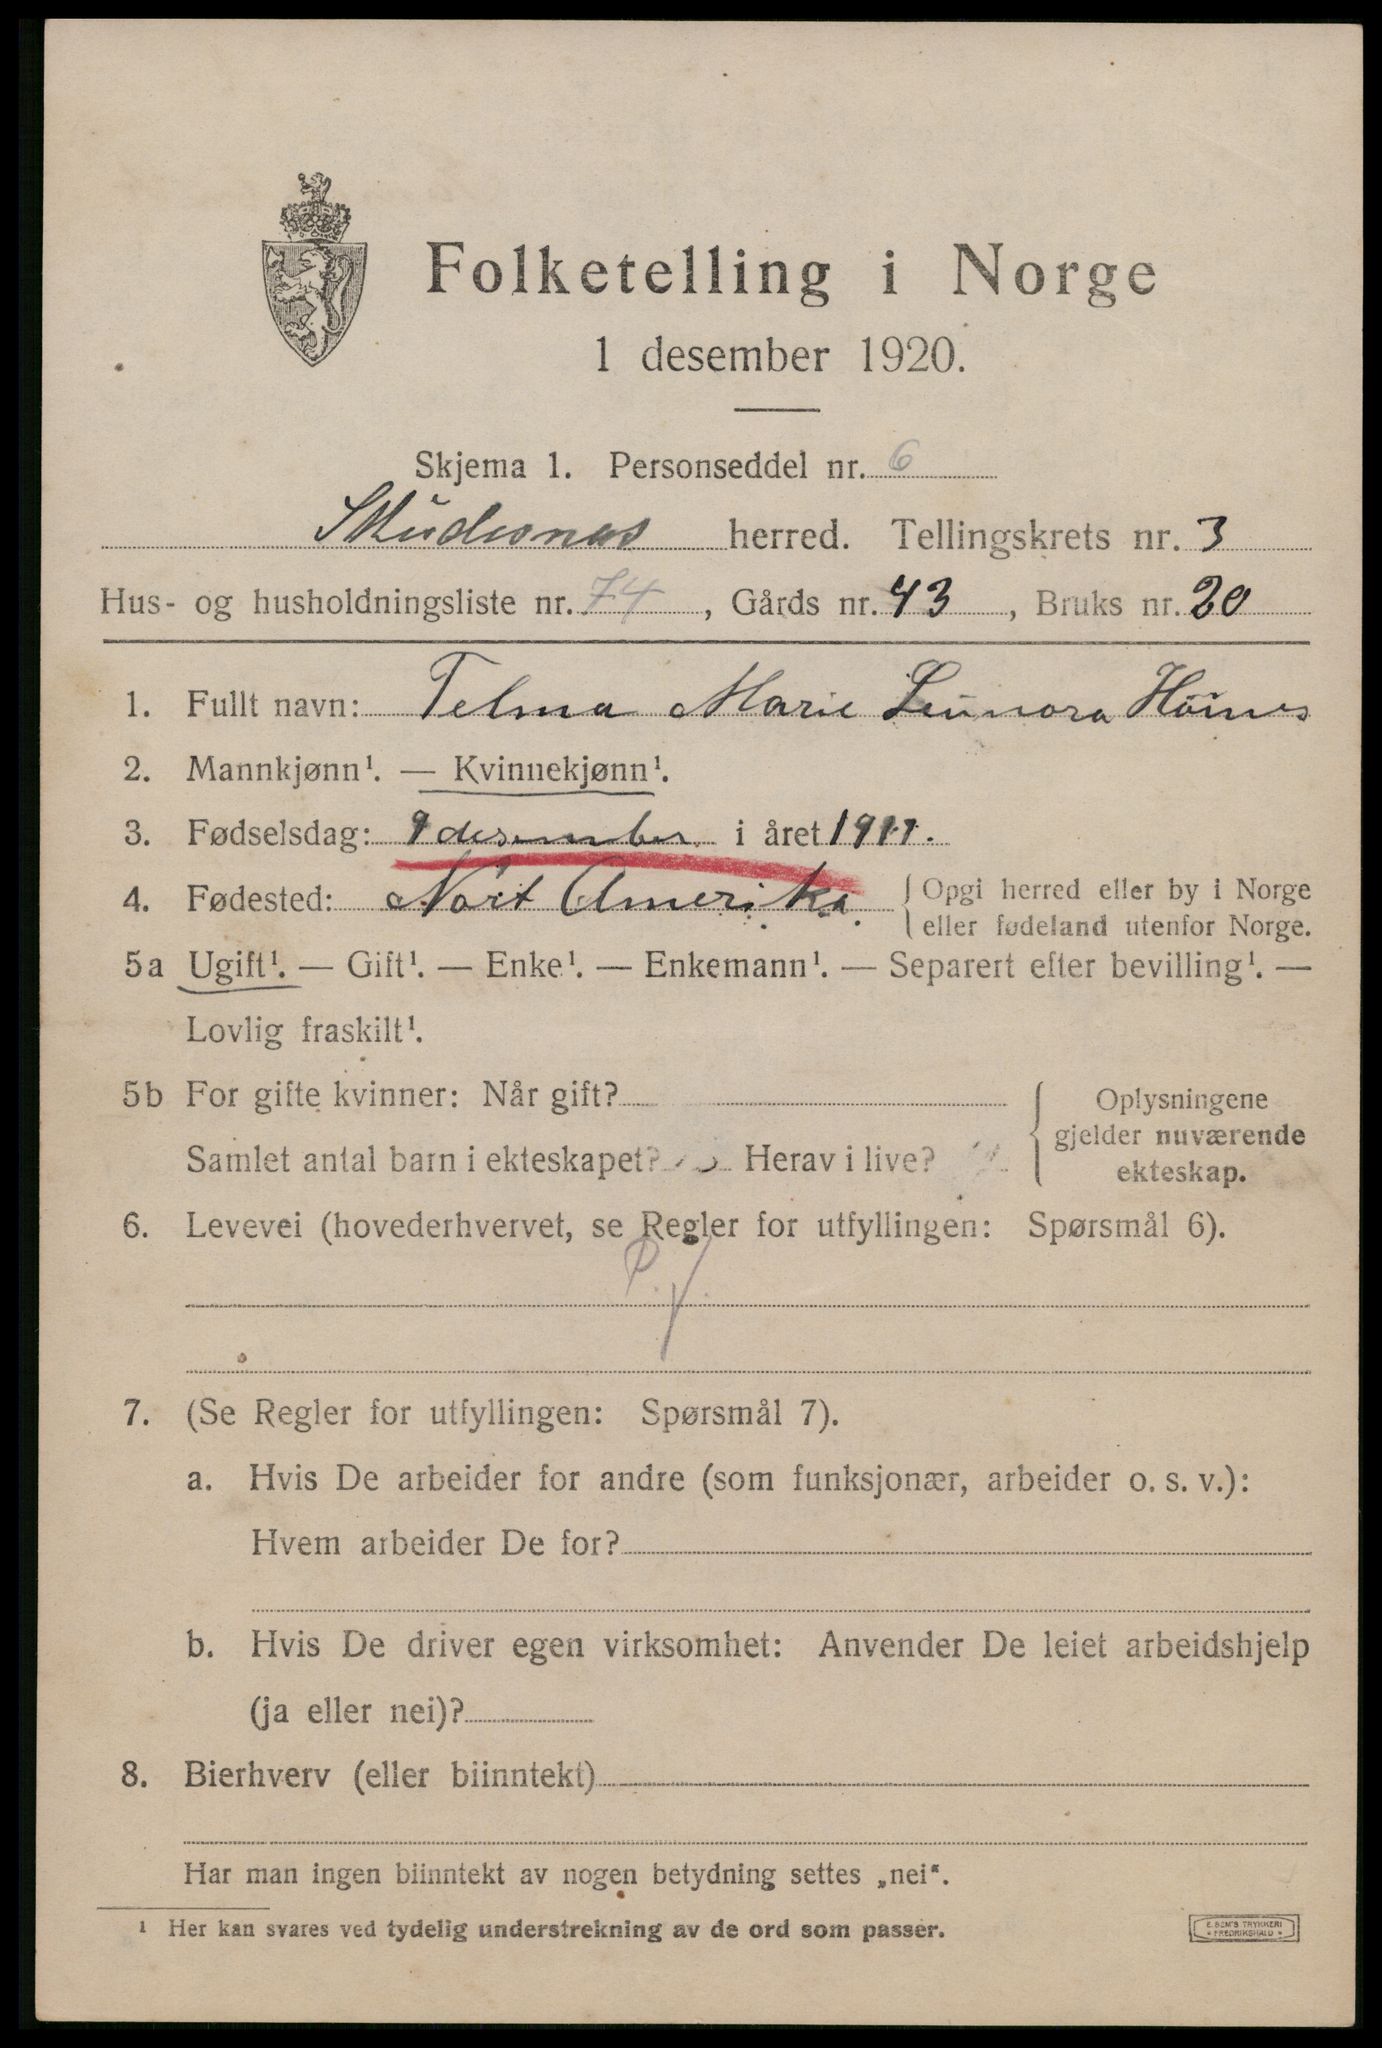 Folketelling i Norge
1 desember 1920.
Skjema 1. Personseddel nr. 6
Skudesnes herred. Tellingskrets nr. 3
Hus- og husholdningsliste nr. 74, Gårds nr. 43, Bruks nr. 20
1. Fullt navn: Telma Marie Leunora
2. Mannkjønn¹. — Kvinnekjønn¹.
3. Fødselsdag: 9 desember i året 1911.
4. Fødested: Nort Amerika. Opgi herred eller by i Norge
eller fødeland utenfor Norge.
5a Ugift¹. — Gift¹. — Enke¹. — Enkemann¹. — Separert efter bevilling¹. —
Lovlig fraskilt¹.
5b For gifte kvinner: Når gift?
Samlet antal barn i ekteskapet? Herav i live?
Oplysningene
gjelder nuværende
ekteskap.
6. Levevei (hovederhvervet, se Regler for utfyllingen: Spørsmål 6).
7. (Se Regler for utfyllingen: Spørsmål 7).
a. Hvis De arbeider for andre (som funksjonær, arbeider o. s. v.):
Hvem arbeider De for?
b. Hvis De driver egen virksomhet: Anvender De leiet arbeidshjelp
(ja eller nei)?
8. Bierhverv (eller biinntekt)
Har man ingen biinntekt av nogen betydning settes „nei“.
¹ Her kan svares ved tydelig understrekning av de ord som passer.
E. SEM'S TRYKKERI
• FREDRIKSHALD •